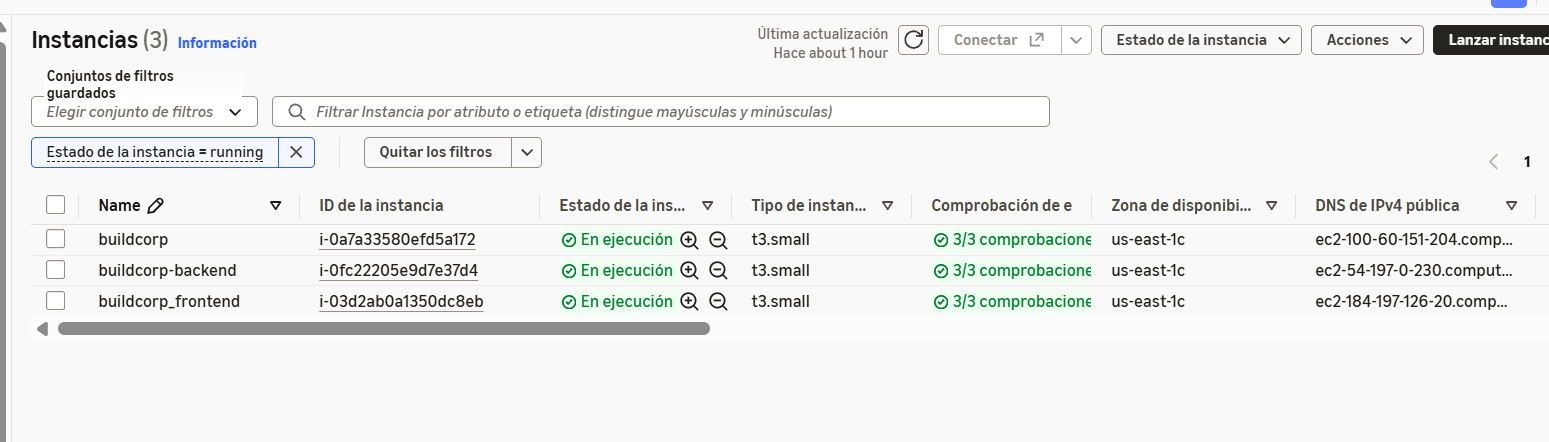 Instancias (3) Información
Última actualización
Hace about 1 hour
Conectar
Estado de la instancia
Acciones
Lanzar instanc
Conjuntos de filtros
guardados
Elegir conjunto de filtros
Filtrar Instancia por atributo o etiqueta (distingue mayúsculas y minúsculas)
Estado de la instancia = running
Quitar los filtros
1
Name ID de la instancia Estado de la ins... Tipo de instan... Comprobación de e Zona de disponibi... DNS de IPv4 pública
buildcorp i-0a7a33580efd5a172 En ejecución t3.small 3/3 comprobacione us-east-1c ec2-100-60-151-204.comp...
buildcorp-backend i-0fc22205e9d7e37d4 En ejecución t3.small 3/3 comprobacione us-east-1c ec2-54-197-0-230.comput...
buildcorp_frontend i-03d2ab0a1350dc8eb En ejecución t3.small 3/3 comprobacione us-east-1c ec2-184-197-126-20.comp...